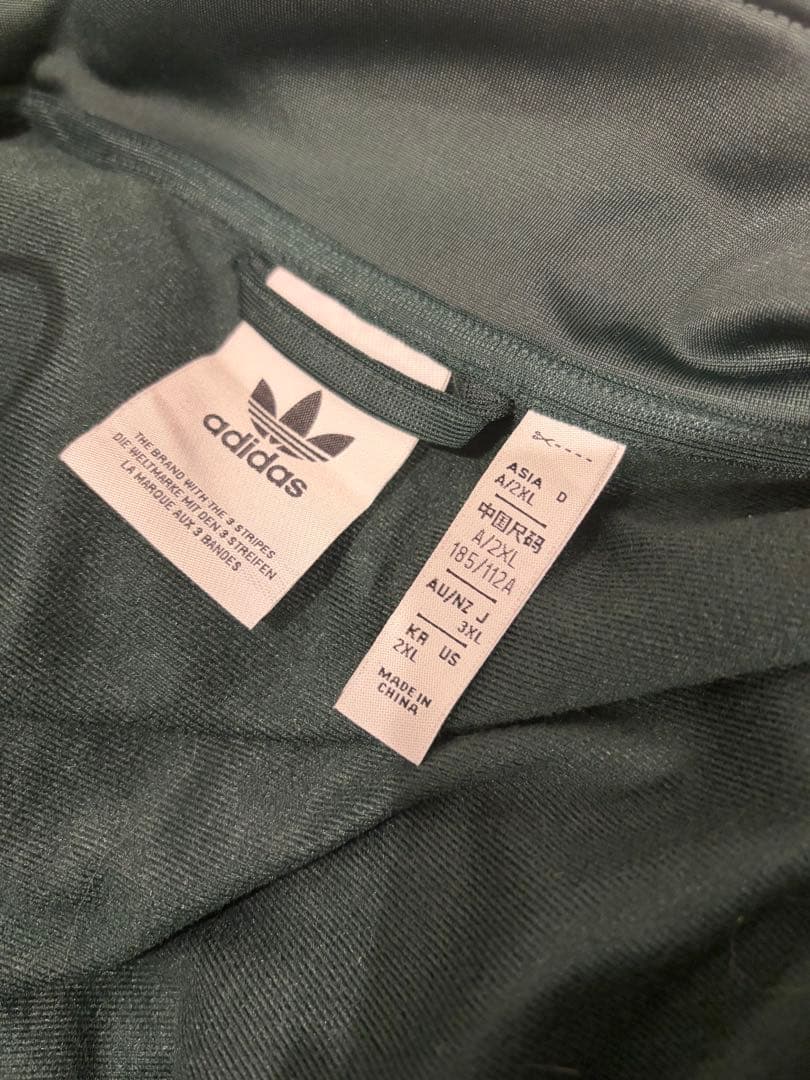 adidas
THE BRAND WITH THE 3 STRIPES
DIE WELTMARKE MIT DEN 3 STREIFEN
LA MARQUE AUX 3 BANDES
ASIA D
A/2XL
中国尺码
A/2XL
185/112A
AU/NZ J
3XL
KR US
2XL
MADE IN
CHINA